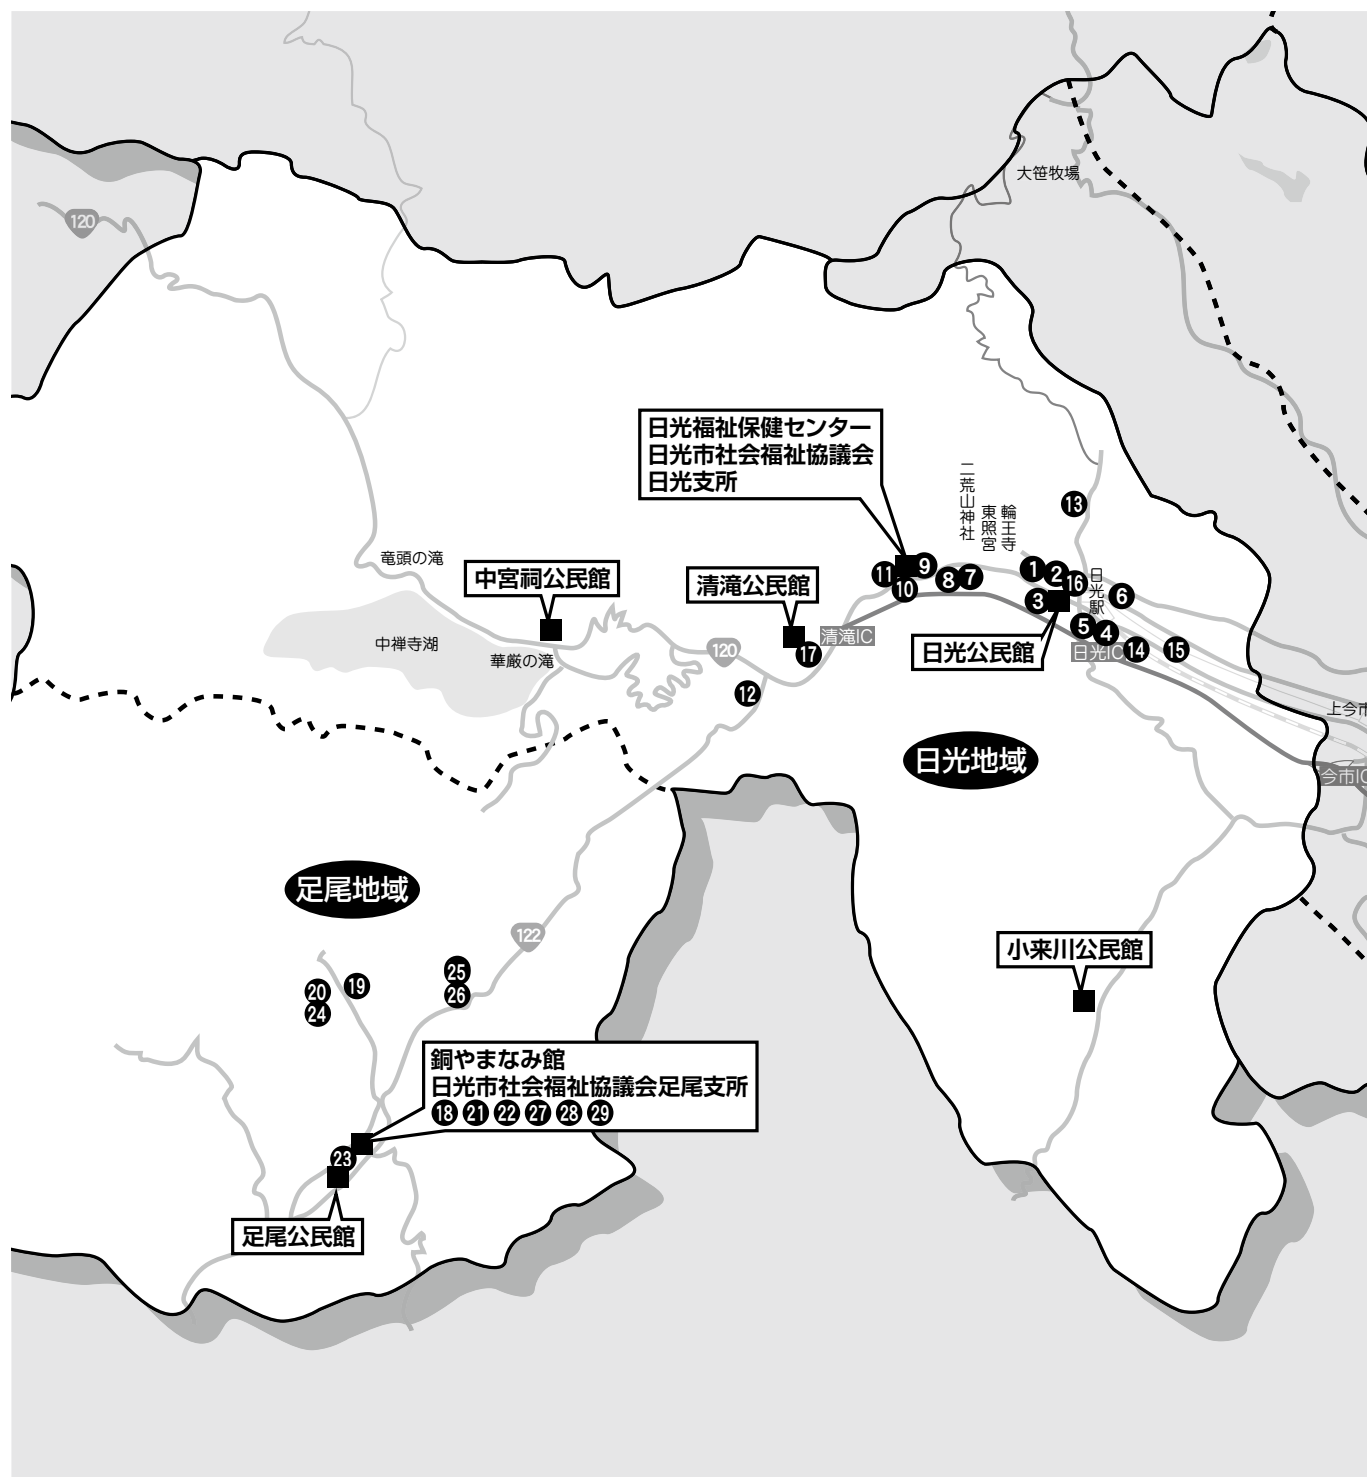 大笹牧場
120
日光福祉保健センター
日光市社会福祉協議会
日光支所
二荒山神社
東照宮
輪王寺
13
竜頭の滝
中宮祠公民館
清滝公民館
11
9
10
8
7
1
2
16
日光駅
6
3
5
4
日光公民館
日光IC
14
15
中禅寺湖
華厳の滝
清滝IC
17
120
12
上今市
日光地域
今市IC
足尾地域
122
小来川公民館
25
26
20
19
24
銅やまなみ館
日光市社会福祉協議会足尾支所
18 21 22 27 28 29
23
足尾公民館